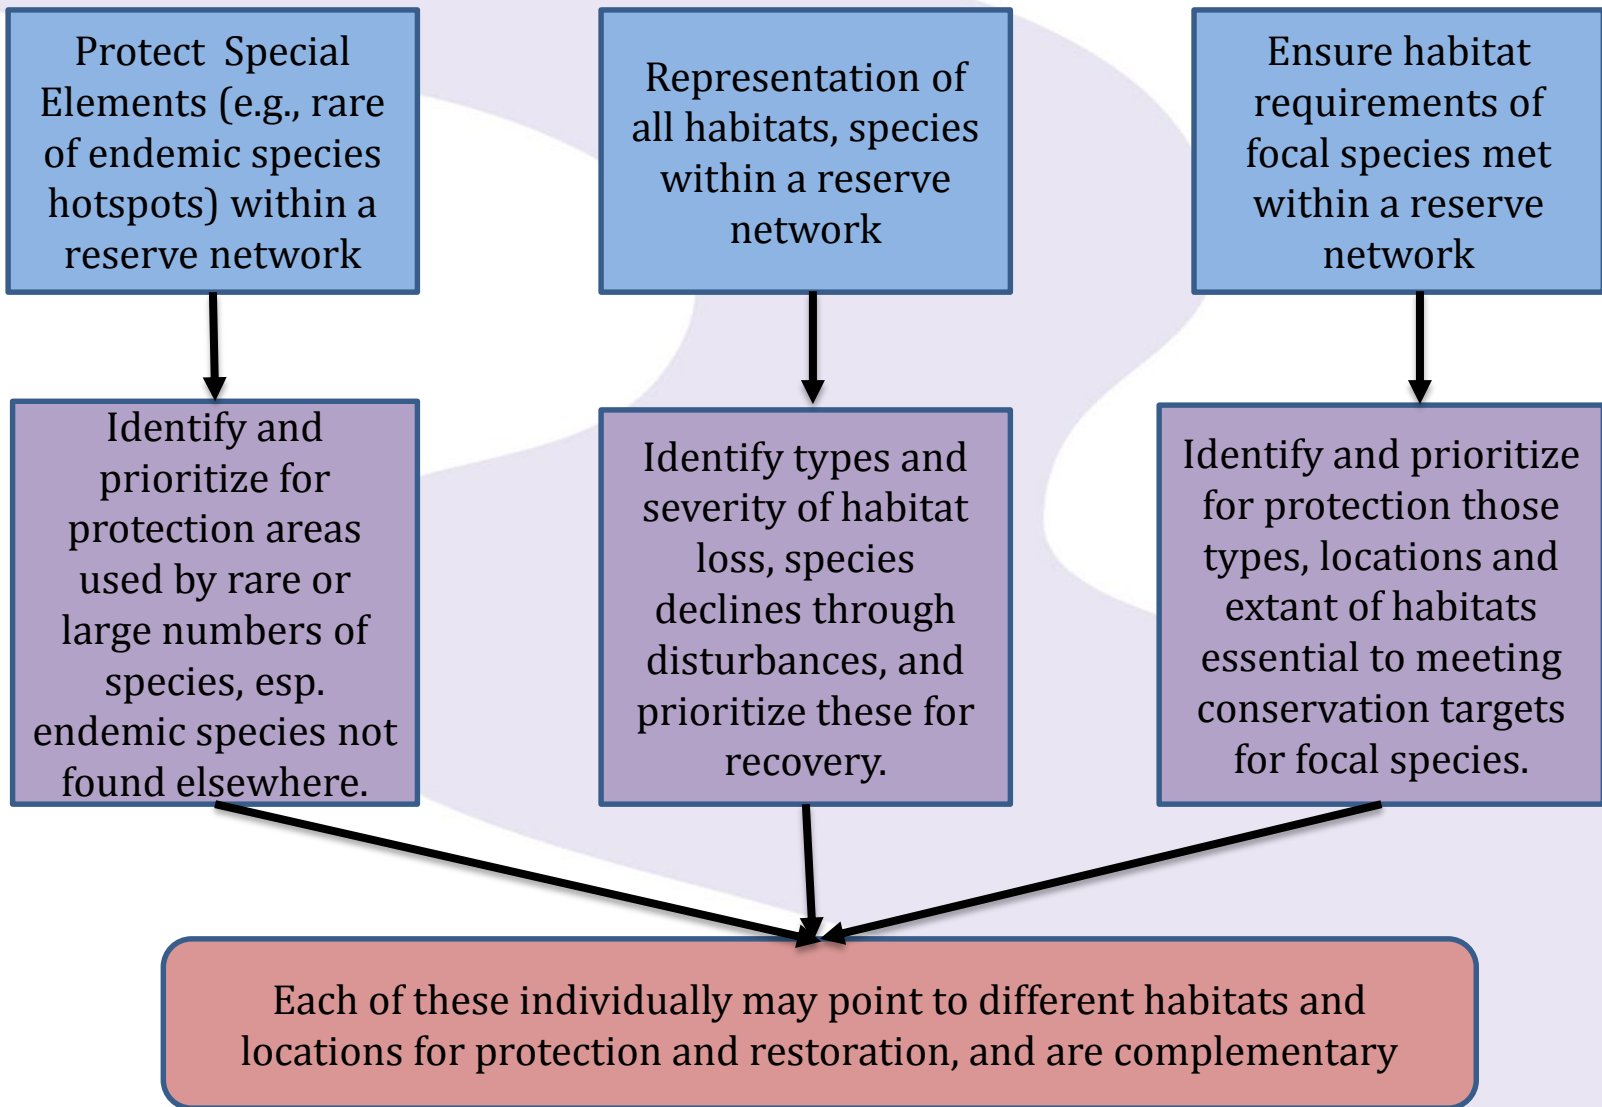 Protect  Special
Elements (e.g., rare
of endemic species
hotspots) within a
reserve network
Representation of
all habitats, species
within a reserve
network
Ensure habitat
requirements of
focal species met
within a reserve
network
Identify and
prioritize for
protection areas
used by rare or
large numbers of
species, esp.
endemic species not
found elsewhere.
Identify types and
severity of habitat
loss, species
declines through
disturbances, and
prioritize these for
recovery.
Identify and prioritize
for protection those
types, locations and
extant of habitats
essential to meeting
conservation targets
for focal species.
Each of these individually may point to different habitats and
locations for protection and restoration, and are complementary